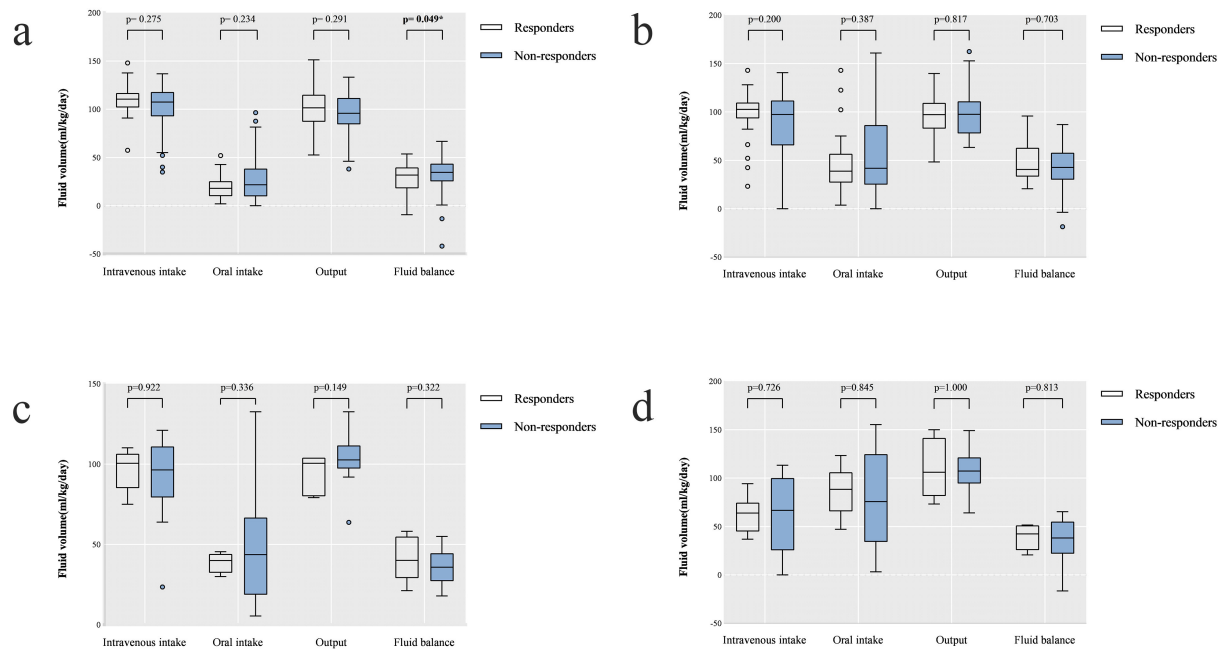 a
200
150
100
50
0
-50
Fluid volume(ml/kg/day)
p= 0.275
p= 0.234
p= 0.291
p= 0.049*
Intravenous intake
Oral intake
Output
Fluid balance
Responders
Non-responders
b
200
150
100
50
0
-50
Fluid volume(ml/kg/day)
p=0.200
p=0.387
p=0.817
p=0.703
Intravenous intake
Oral intake
Output
Fluid balance
Responders
Non-responders
c
150
100
50
0
Fluid volume(ml/kg/day)
p=0.922
p=0.336
p=0.149
p=0.322
Intravenous intake
Oral intake
Output
Fluid balance
Responders
Non-responders
d
200
150
100
50
0
-50
Fluid volume(ml/kg/day)
p=0.726
p=0.845
p=1.000
p=0.813
Intravenous intake
Oral intake
Output
Fluid balance
Responders
Non-responders